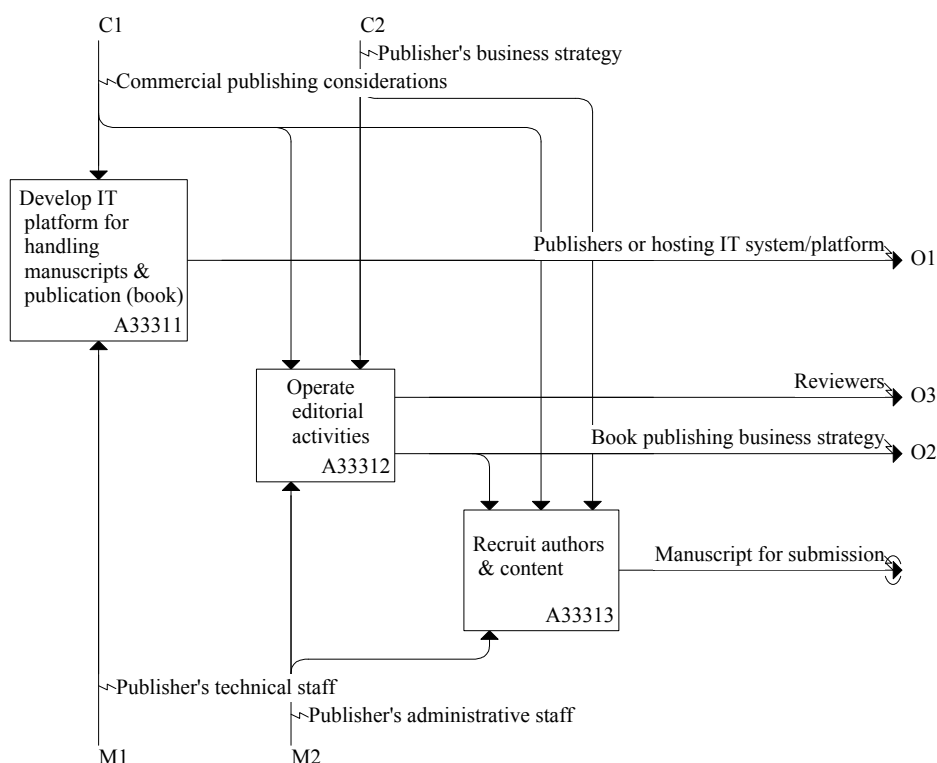 C1
C2
Publisher's business strategy
Commercial publishing considerations
Develop IT
platform for
handling
manuscripts &
publication (book)
A33311
Publishers or hosting IT system/platform
O1
Operate
editorial
activities
A33312
Reviewers
O3
Book publishing business strategy
O2
Recruit authors
& content
A33313
Manuscript for submission
Publisher's technical staff
Publisher's administrative staff
M1
M2